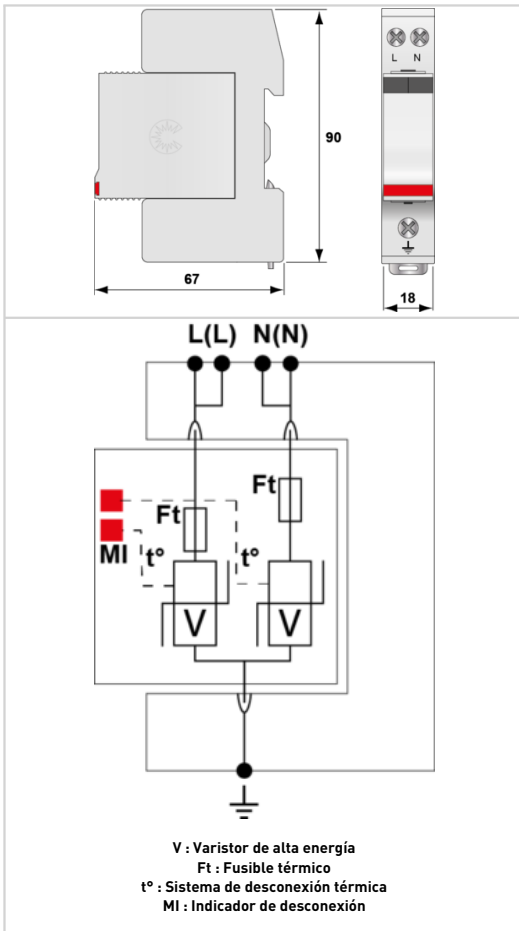 L N
90
67
18
L(L) N(N)
Ft
Ft
MI t° t°
V V
V : Varistor de alta energía
Ft : Fusible térmico
t° : Sistema de desconexión térmica
MI : Indicador de desconexión